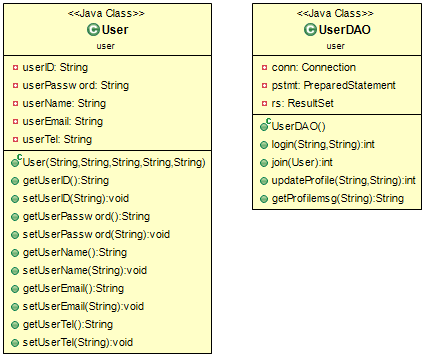 <<Java Class>>
User
user
userID: String
userPassword: String
userName: String
userEmail: String
userTel: String
User(String,String,String,String,String)
getUserID():String
setUserID(String):void
getUserPassword():String
setUserPassword(String):void
getUserName():String
setUserName(String):void
getUserEmail():String
setUserEmail(String):void
getUserTel():String
setUserTel(String):void
<<Java Class>>
UserDAO
user
conn: Connection
pstmt: PreparedStatement
rs: ResultSet
UserDAO()
login(String,String):int
join(User):int
updateProfile(String,String):int
getProfilemsg(String):String